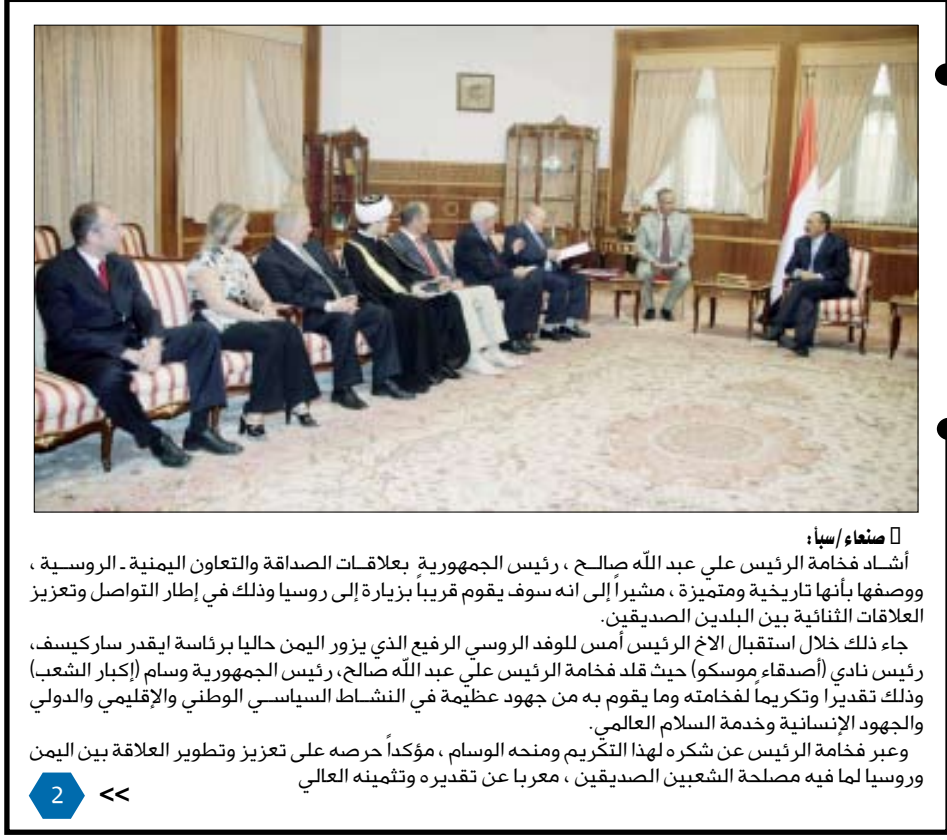 صنعاء/سبأ:
أشــاد فخامة الرئيس علي عبد الله صالــح ، رئيس الجمهورية بعلاقــات الصداقة والتعاون اليمنية ـ الروســية ،
ووصفها بأنها تاريخية ومتميزة ، مشيراً إلى انه سوف يقوم قريباً بزيارة إلى روسيا وذلك في إطار التواصل وتعزيز
العلاقات الثنائية بين البلدين الصديقين.
جاء ذلك خلال استقبال الاخ الرئيس أمس للوفد الروسي الرفيع الذي يزور اليمن حاليا برئاسة ايقدر ساركيسف،
رئيس نادي (أصدقاء موسكو) حيث قلد فخامة الرئيس علي عبد الله صالح، رئيس الجمهورية وسام (إكبار الشعب)
وذلك تقديرا وتكريماً لفخامته وما يقوم به من جهود عظيمة في النشــاط السياســي الوطني والإقليمي والدولي
والجهود الإنسانية وخدمة السلام العالمي.
وعبر فخامة الرئيس عن شكره لهذا التكريم ومنحه الوسام ، مؤكداً حرصه على تعزيز وتطوير العلاقة بين اليمن
وروسيا لما فيه مصلحة الشعبين الصديقين ، معربا عن تقديره وتثمينه العالي
>> 2